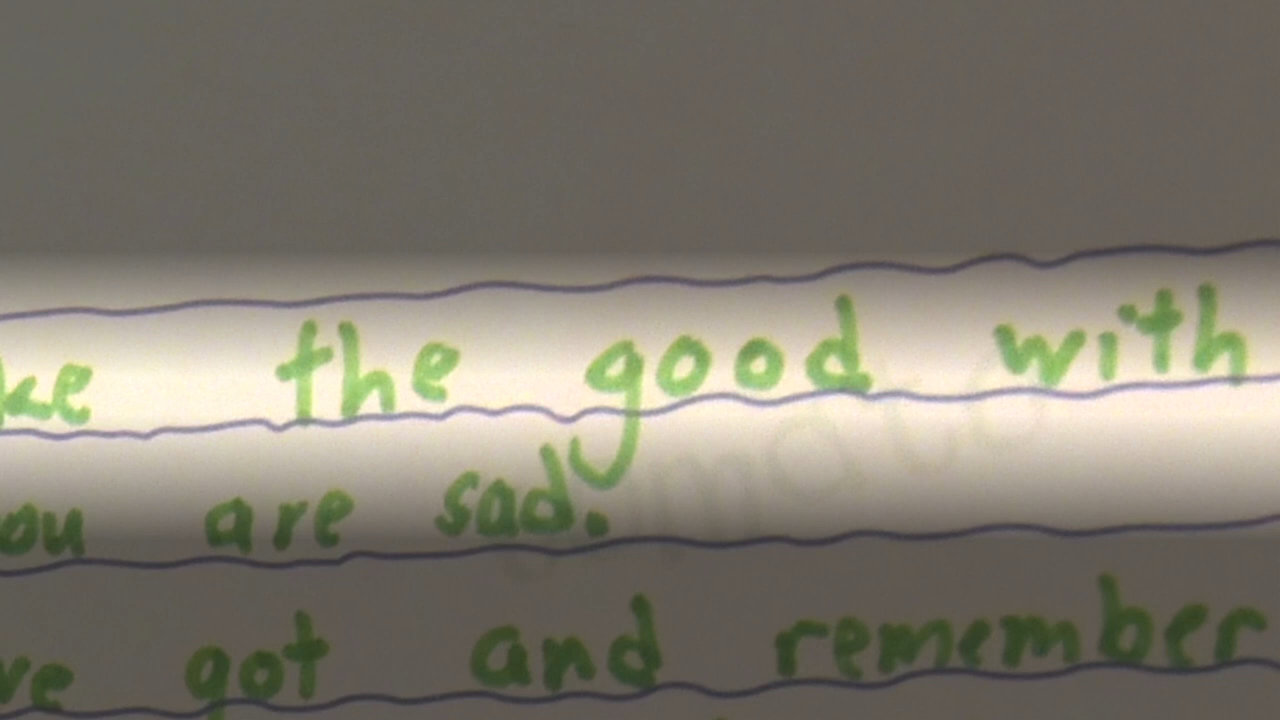 ke the good with
ou are sad.
ve got and remember